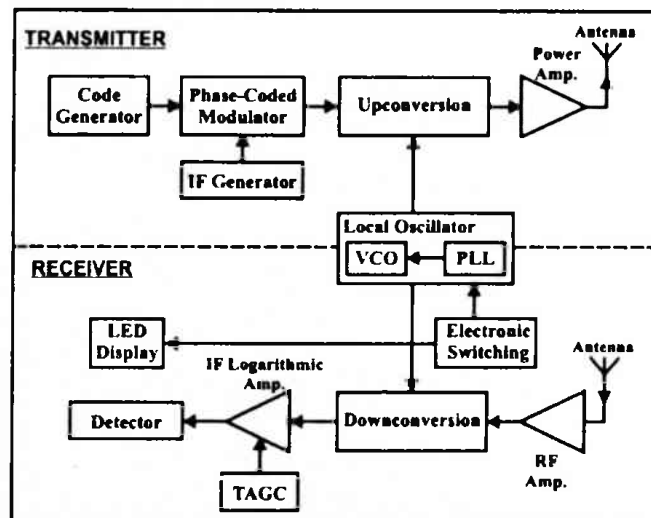 TRANSMITTER
Antenna
Power
Amp.
Code
Generator
Phase-Coded
Modulator
Upconversion
IF Generator
Local Oscillator
VCO
PLL
RECEIVER
LED
Display
Electronic
Switching
Antenna
IF Logarithmic
Amp.
Detector
Downconversion
RF
Amp.
TAGC